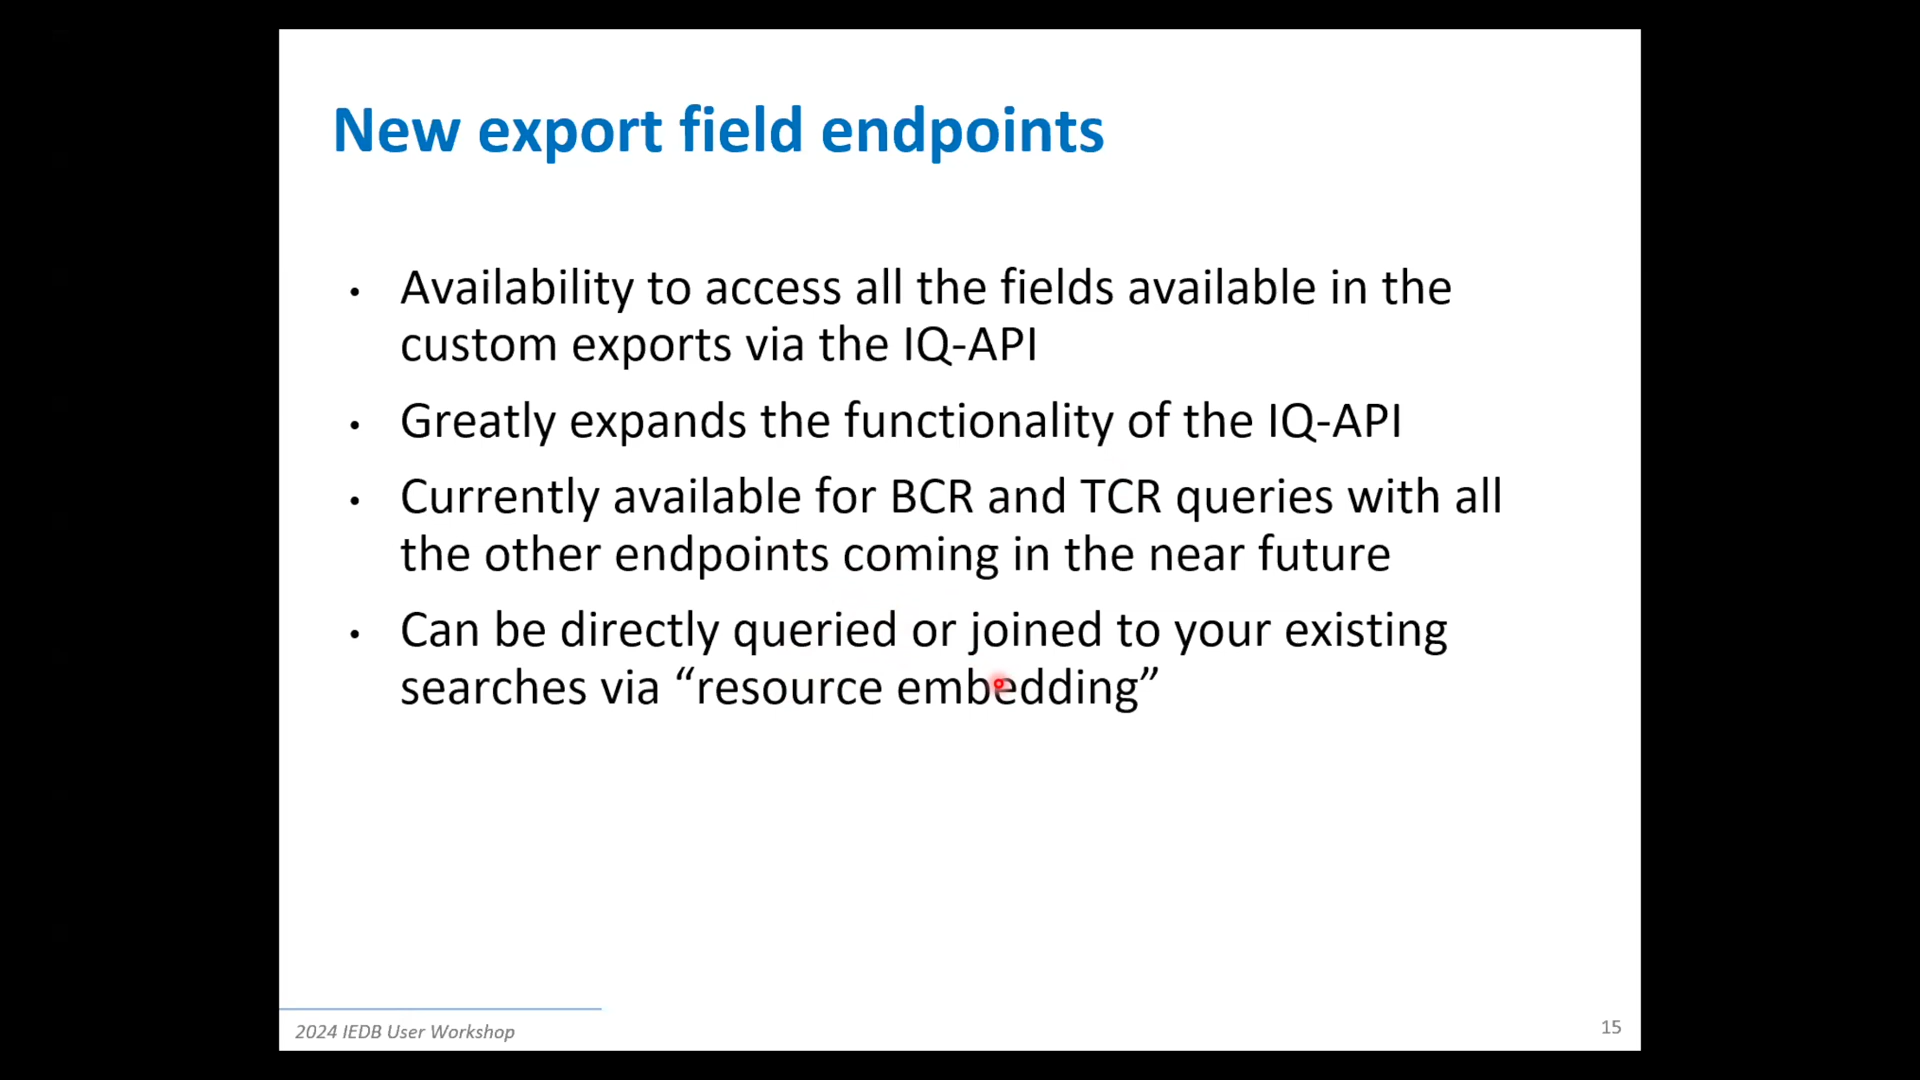 New export field endpoints
• Availability to access all the fields available in the
custom exports via the IQ-API
• Greatly expands the functionality of the IQ-API
• Currently available for BCR and TCR queries with all
the other endpoints coming in the near future
• Can be directly queried or joined to your existing
searches via “resource embedding”
2024 IEDB User Workshop
15